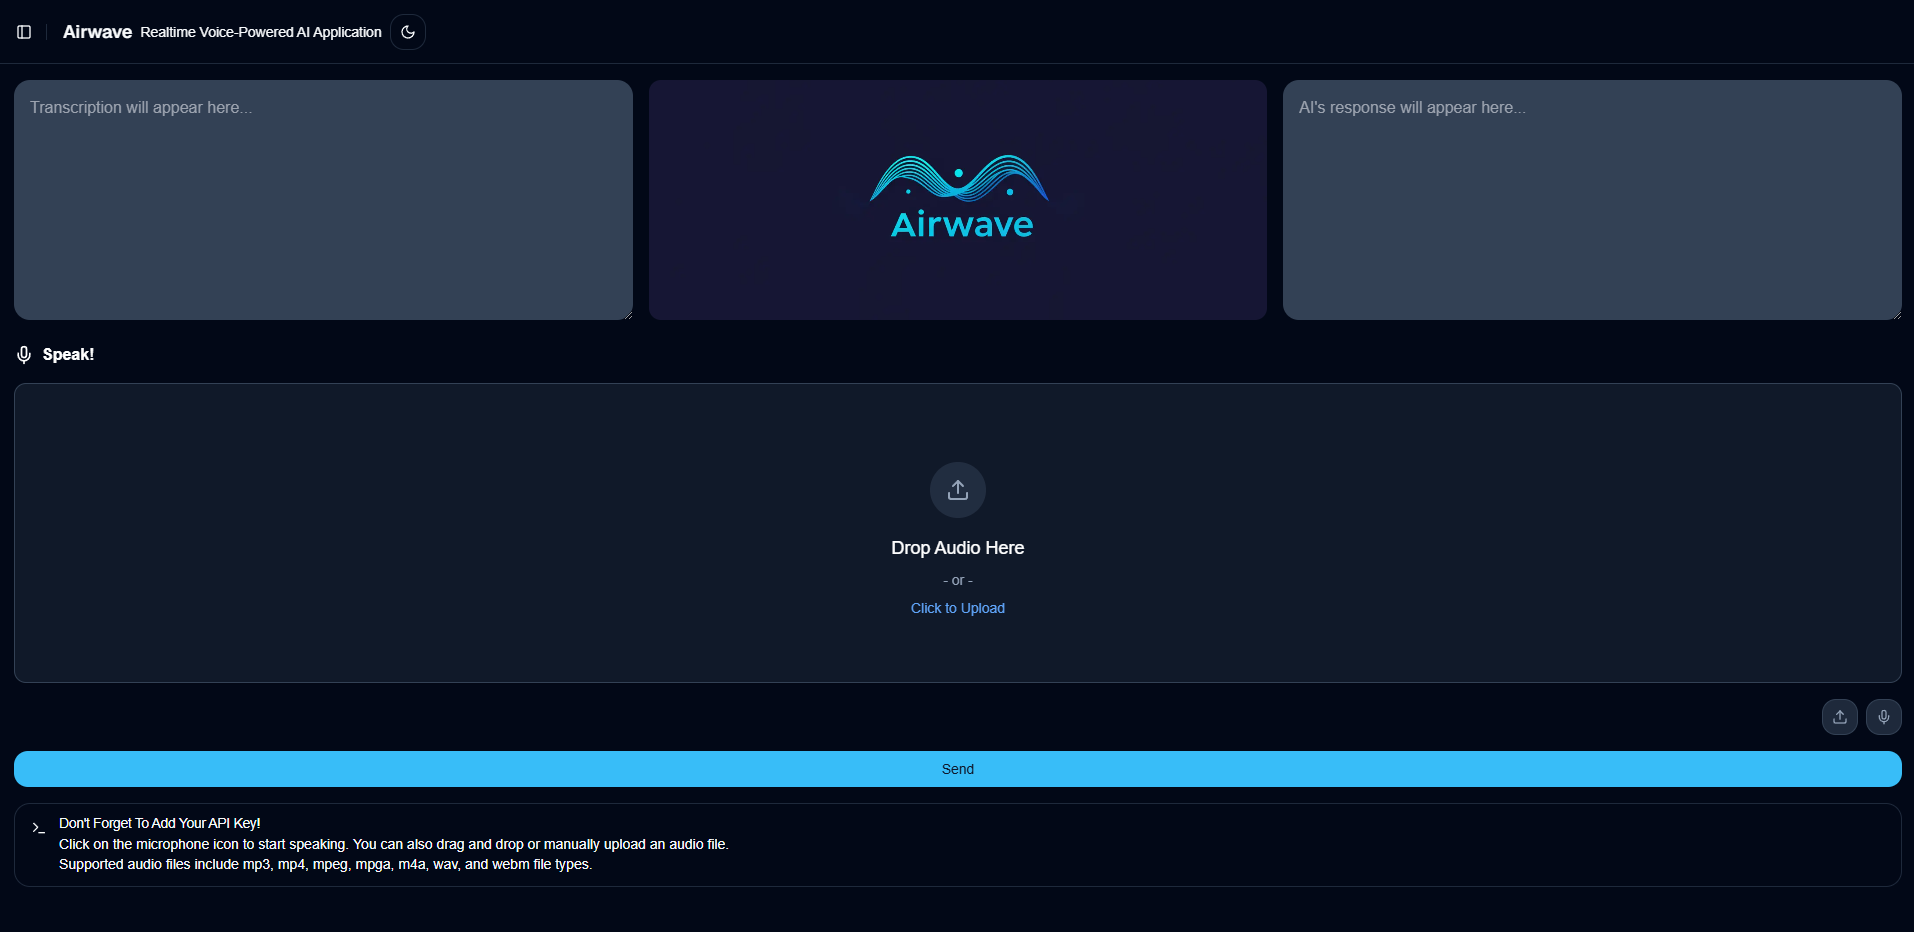 Airwave Realtime Voice-Powered AI Application
Transcription will appear here...
Airwave
AI's response will appear here...
Speak!
Drop Audio Here
- or -
Click to Upload
Send
Don't Forget To Add Your API Key!
Click on the microphone icon to start speaking. You can also drag and drop or manually upload an audio file.
Supported audio files include mp3, mp4, mpeg, mpga, m4a, wav, and webm file types.